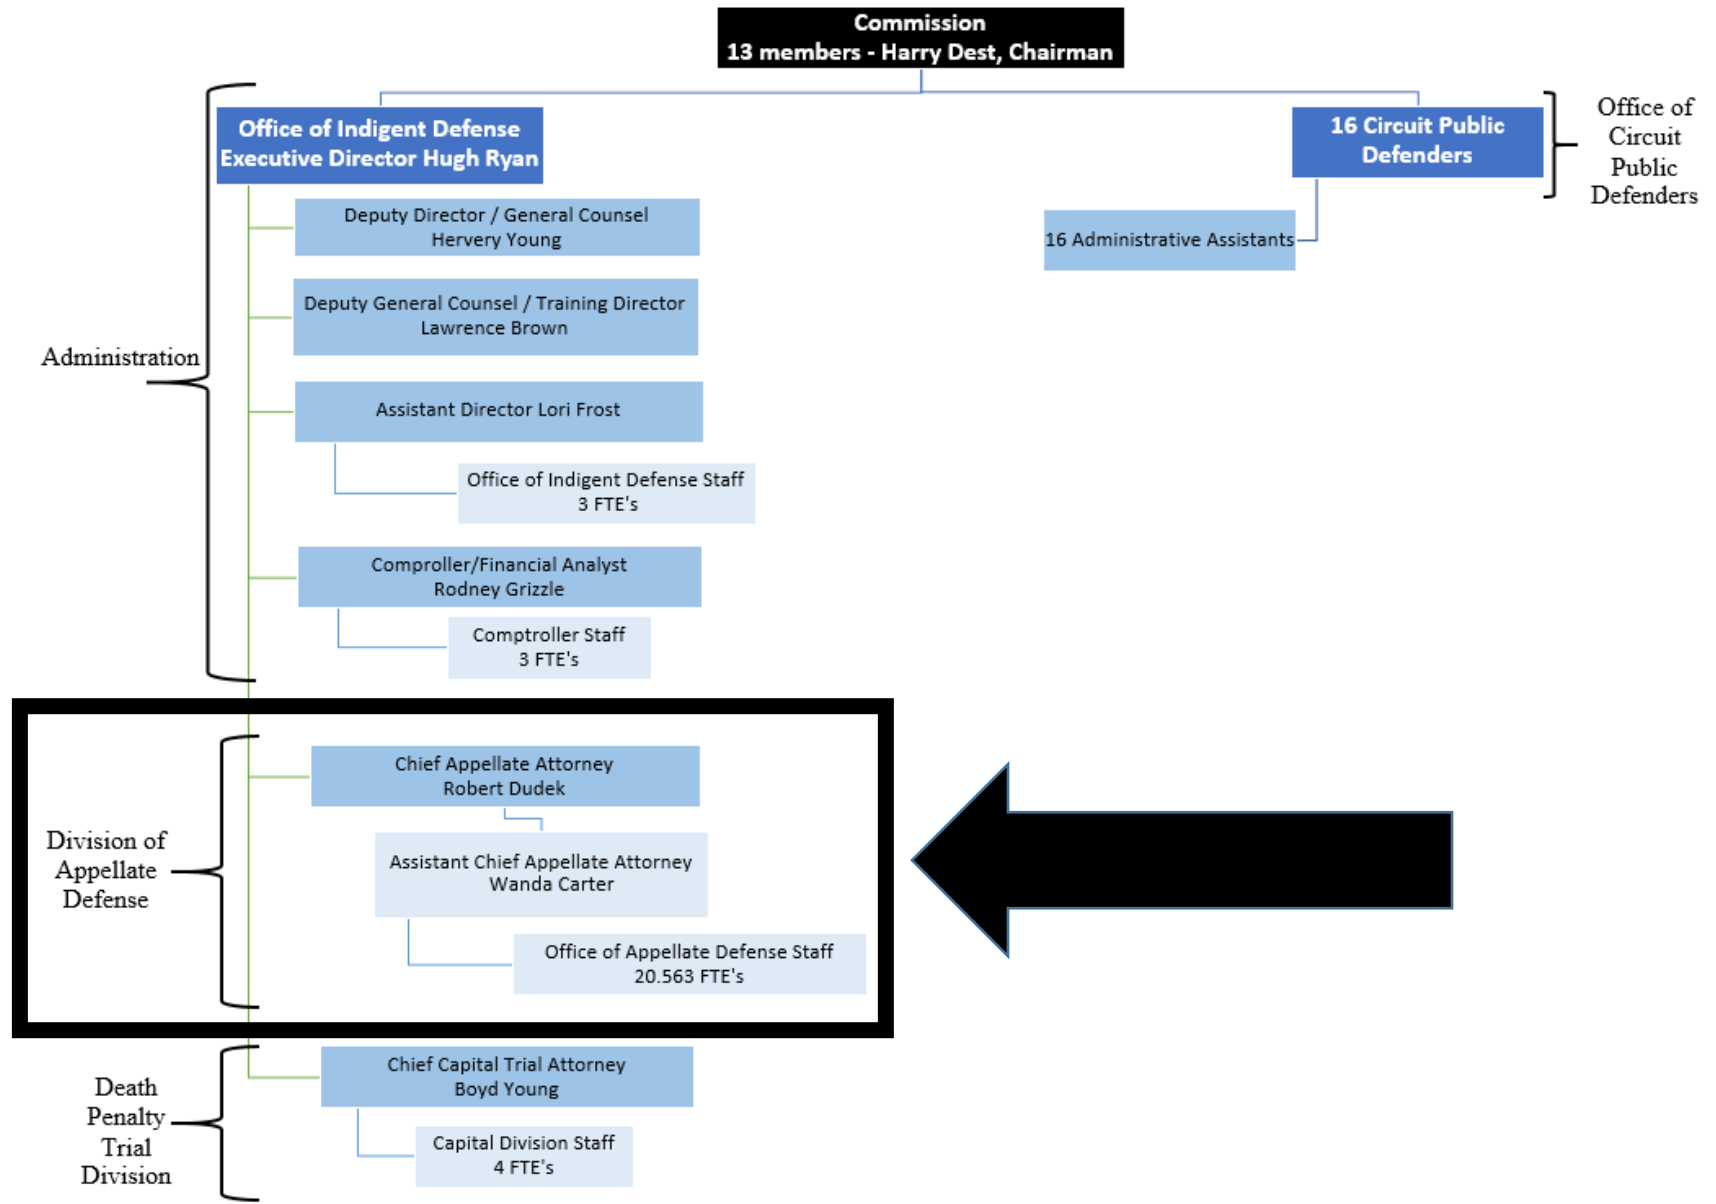 Commission
13 members - Harry Dest, Chairman
Office of Indigent Defense
Executive Director Hugh Ryan
16 Circuit Public
Defenders
Office of
Circuit
Public
Defenders
Deputy Director / General Counsel
Hervery Young
16 Administrative Assistants
Deputy General Counsel / Training Director
Lawrence Brown
Administration
Assistant Director Lori Frost
Office of Indigent Defense Staff
3 FTE's
Comproller/Financial Analyst
Rodney Grizzle
Comptroller Staff
3 FTE's
Chief Appellate Attorney
Robert Dudek
Division of
Appellate
Defense
Assistant Chief Appellate Attorney
Wanda Carter
Office of Appellate Defense Staff
20.563 FTE's
Chief Capital Trial Attorney
Boyd Young
Death
Penalty
Trial
Division
Capital Division Staff
4 FTE's